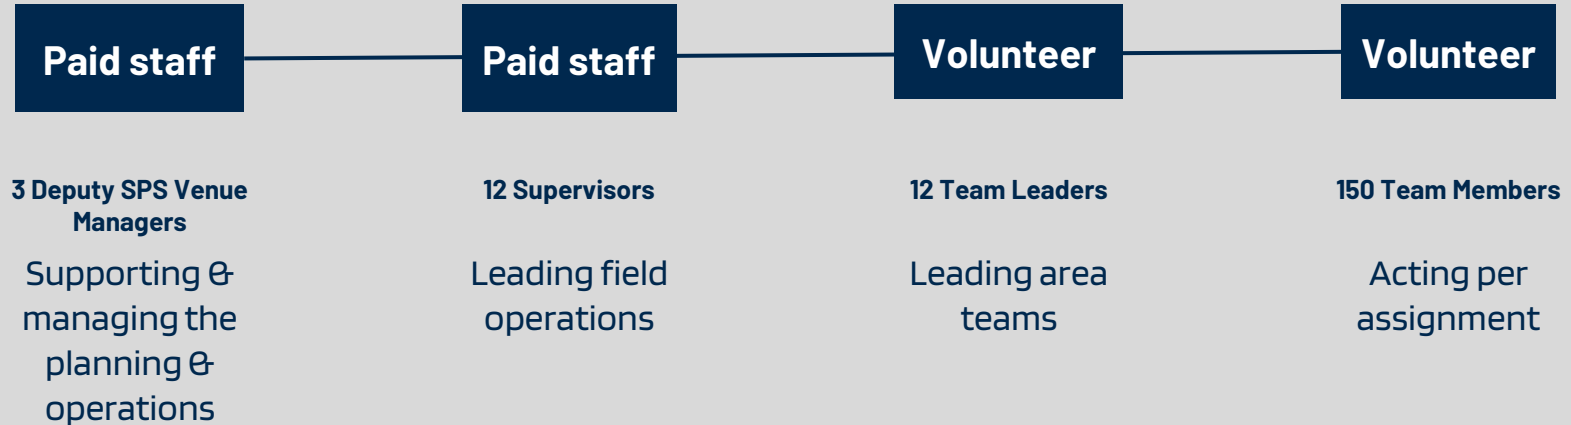 Paid staff
Paid staff
Volunteer
Volunteer
3 Deputy SPS Venue
Managers
Supporting &
managing the
planning &
operations
12 Supervisors
Leading field
operations
12 Team Leaders
Leading area
teams
150 Team Members
Acting per
assignment